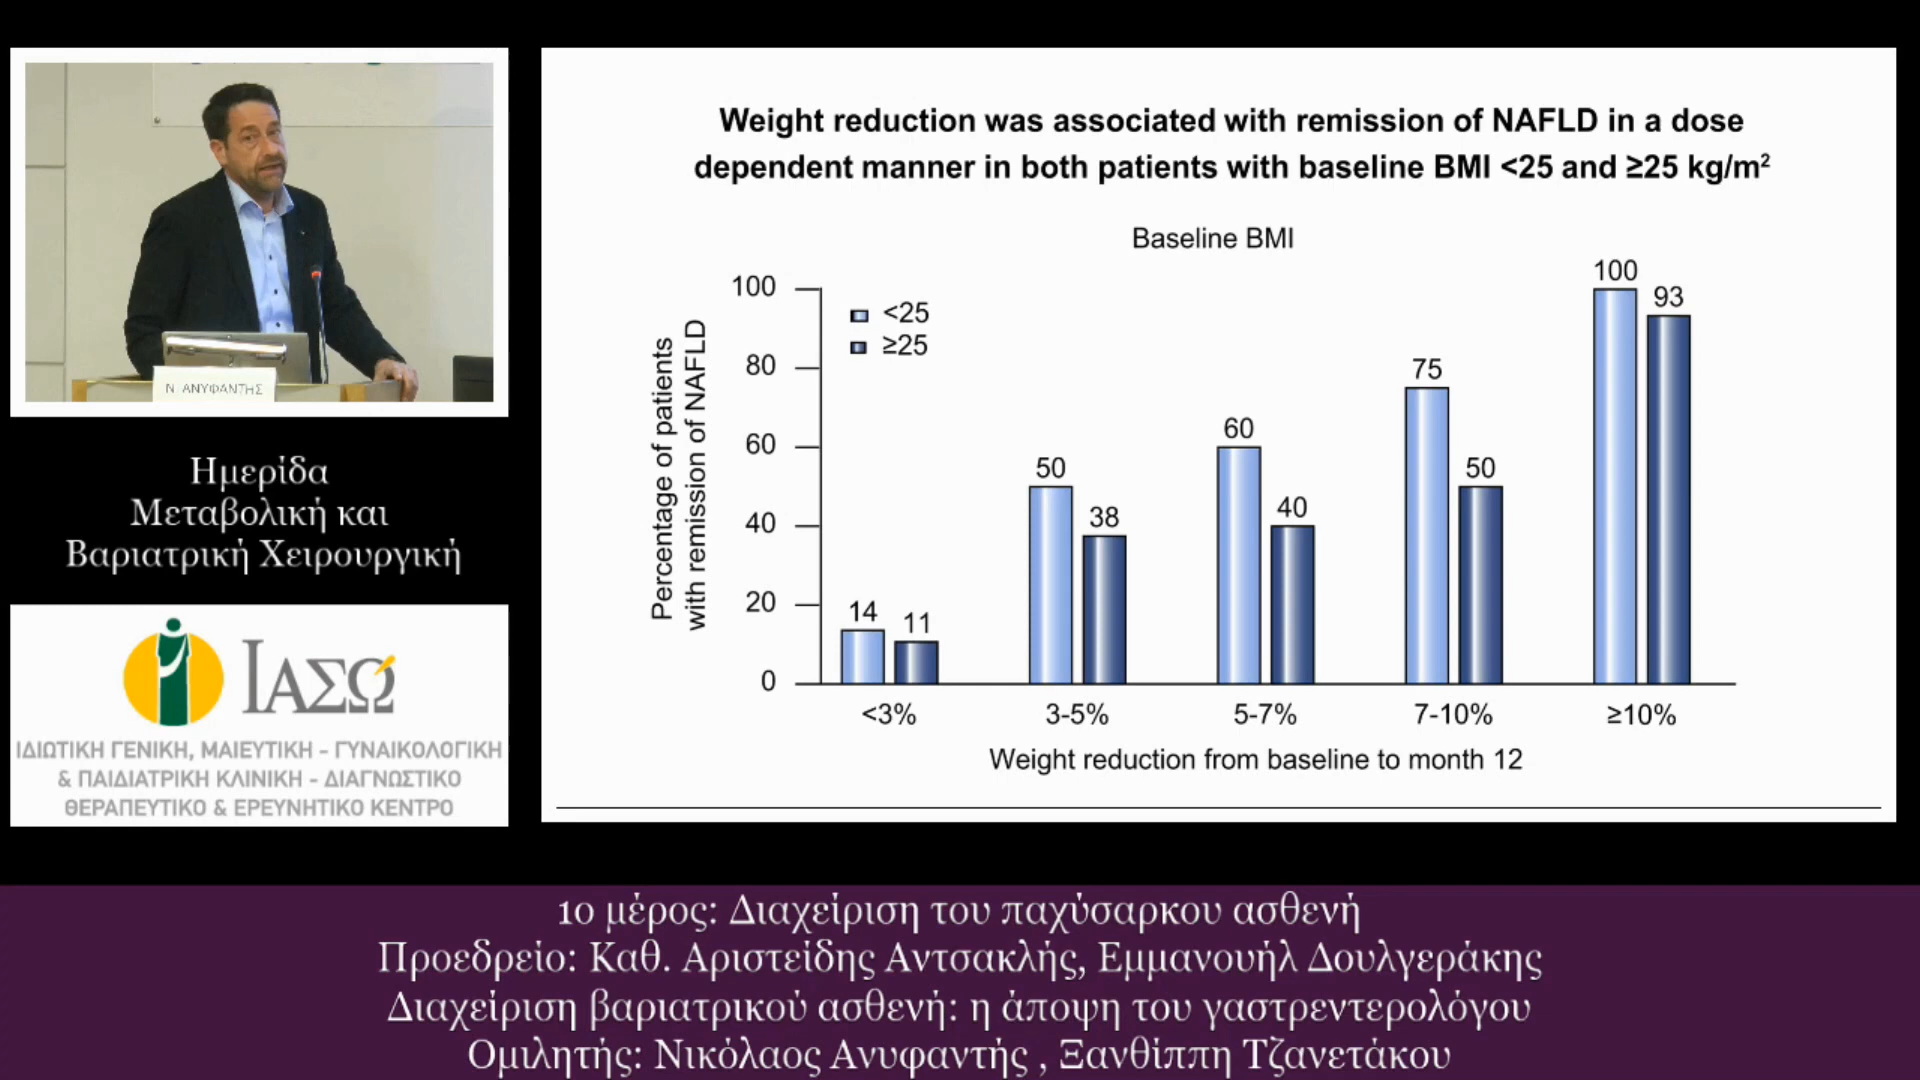 Ν. ΑΝΥΦΑΝΤΗΣ
Ημερίδα
Μεταβολική και
Βαριατρική Χειρουργική
ΙΑΣΩ
ΙΔΙΩΤΙΚΗ ΓΕΝΙΚΗ, ΜΑΙΕΥΤΙΚΗ - ΓΥΝΑΙΚΟΛΟΓΙΚΗ
& ΠΑΙΔΙΑΤΡΙΚΗ ΚΛΙΝΙΚΗ - ΔΙΑΓΝΩΣΤΙΚΟ
ΘΕΡΑΠΕΥΤΙΚΟ & ΕΡΕΥΝΗΤΙΚΟ ΚΕΝΤΡΟ
Weight reduction was associated with remission of NAFLD in a dose
dependent manner in both patients with baseline BMI <25 and ≥25 kg/m²
Baseline BMI
<25
≥25
Percentage of patients
with remission of NAFLD
100
80
60
40
20
0
14 11
50 38
60 40
75 50
100 93
<3% 3-5% 5-7% 7-10% ≥10%
Weight reduction from baseline to month 12
1ο μέρος: Διαχείριση του παχύσαρκου ασθενή
Προεδρείο: Καθ. Αριστείδης Αντσακλής, Εμμανουήλ Δουλγεράκης
Διαχείριση βαριατρικού ασθενή: η άποψη του γαστρεντερολόγου
Ομιλητής: Νικόλαος Ανυφαντής , Ξανθίππη Τζανετάκου